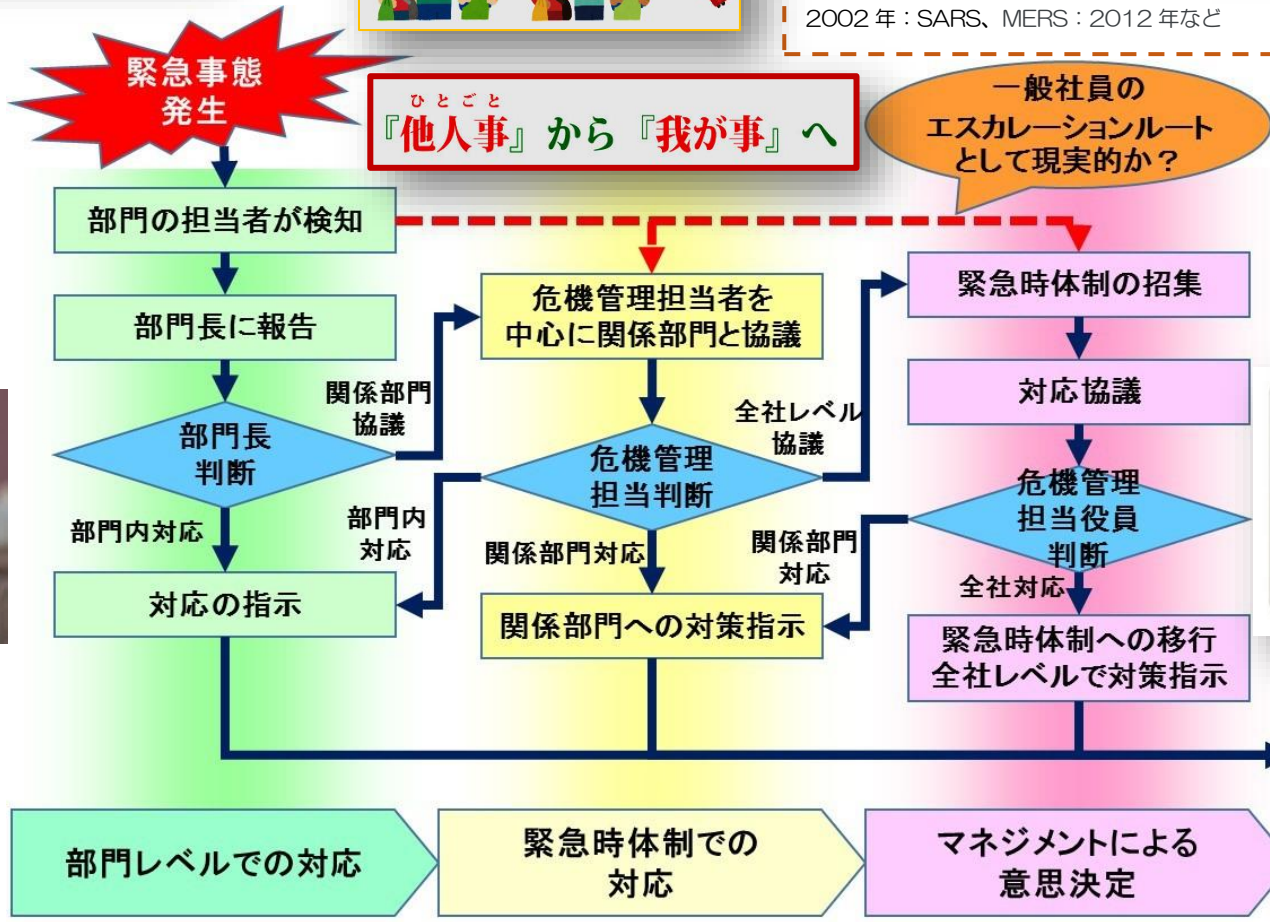 2002年：SARS、MERS：2012年など
緊急事態
発生
ひとごと
『他人事』から『我が事』へ
一般社員の
エスカレーションルート
として現実的か？
部門の担当者が検知
部門長に報告
部門長
判断
関係部門
協議
部門内対応
対応の指示
危機管理担当者を
中心に関係部門と協議
危機管理
担当判断
全社レベル
協議
部門内
対応
関係部門対応
関係部門への対策指示
緊急時体制の招集
対応協議
危機管理
担当役員
判断
関係部門
対応
全社対応
緊急時体制への移行
全社レベルで対策指示
部門レベルでの対応
緊急時体制での
対応
マネジメントによる
意思決定